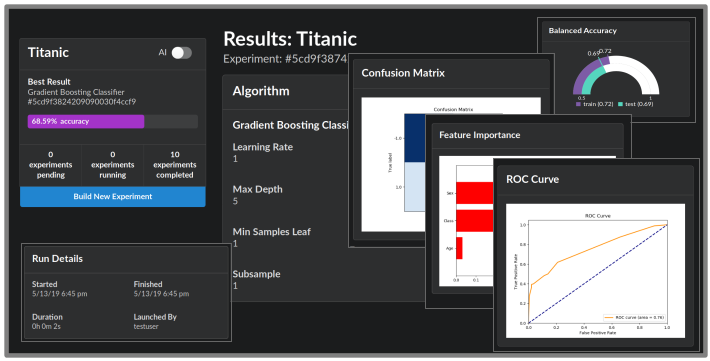 Titanic
AI
Best Result
Gradient Boosting Classifier
#5cd9f3824209090030f4ccf9
68.59% accuracy
0 experiments pending
0 experiments running
10 experiments completed
Build New Experiment
Run Details
Started
5/13/19 6:45 pm
Finished
5/13/19 6:45 pm
Duration
0h 0m 2s
Launched By
testuser
Results: Titanic
Experiment: #5cd9f3874
Algorithm
Gradient Boosting Classi
Learning Rate
1
Max Depth
5
Min Samples Leaf
1
Subsample
1
Confusion Matrix
Confusion Matrix
True label
-1.0
1.0
Feature Importance
Sex
Class
Age
0.0
0.1
Balanced Accuracy
0.69
0.72
0.5
1
train (0.72)
test (0.69)
ROC Curve
ROC Curve
True Positive Rate
1.0
0.8
0.6
0.4
0.2
0.0
0.0
0.2
0.4
0.6
0.8
1.0
ROC curve (area = 0.76)
False Positive Rate